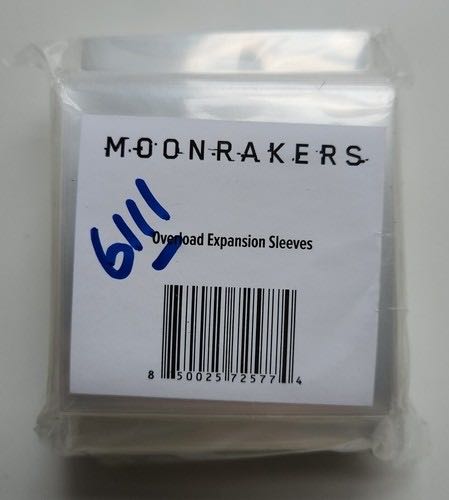 MOONRAKERS
6111
Overload Expansion Sleeves
8 50025 72577 4